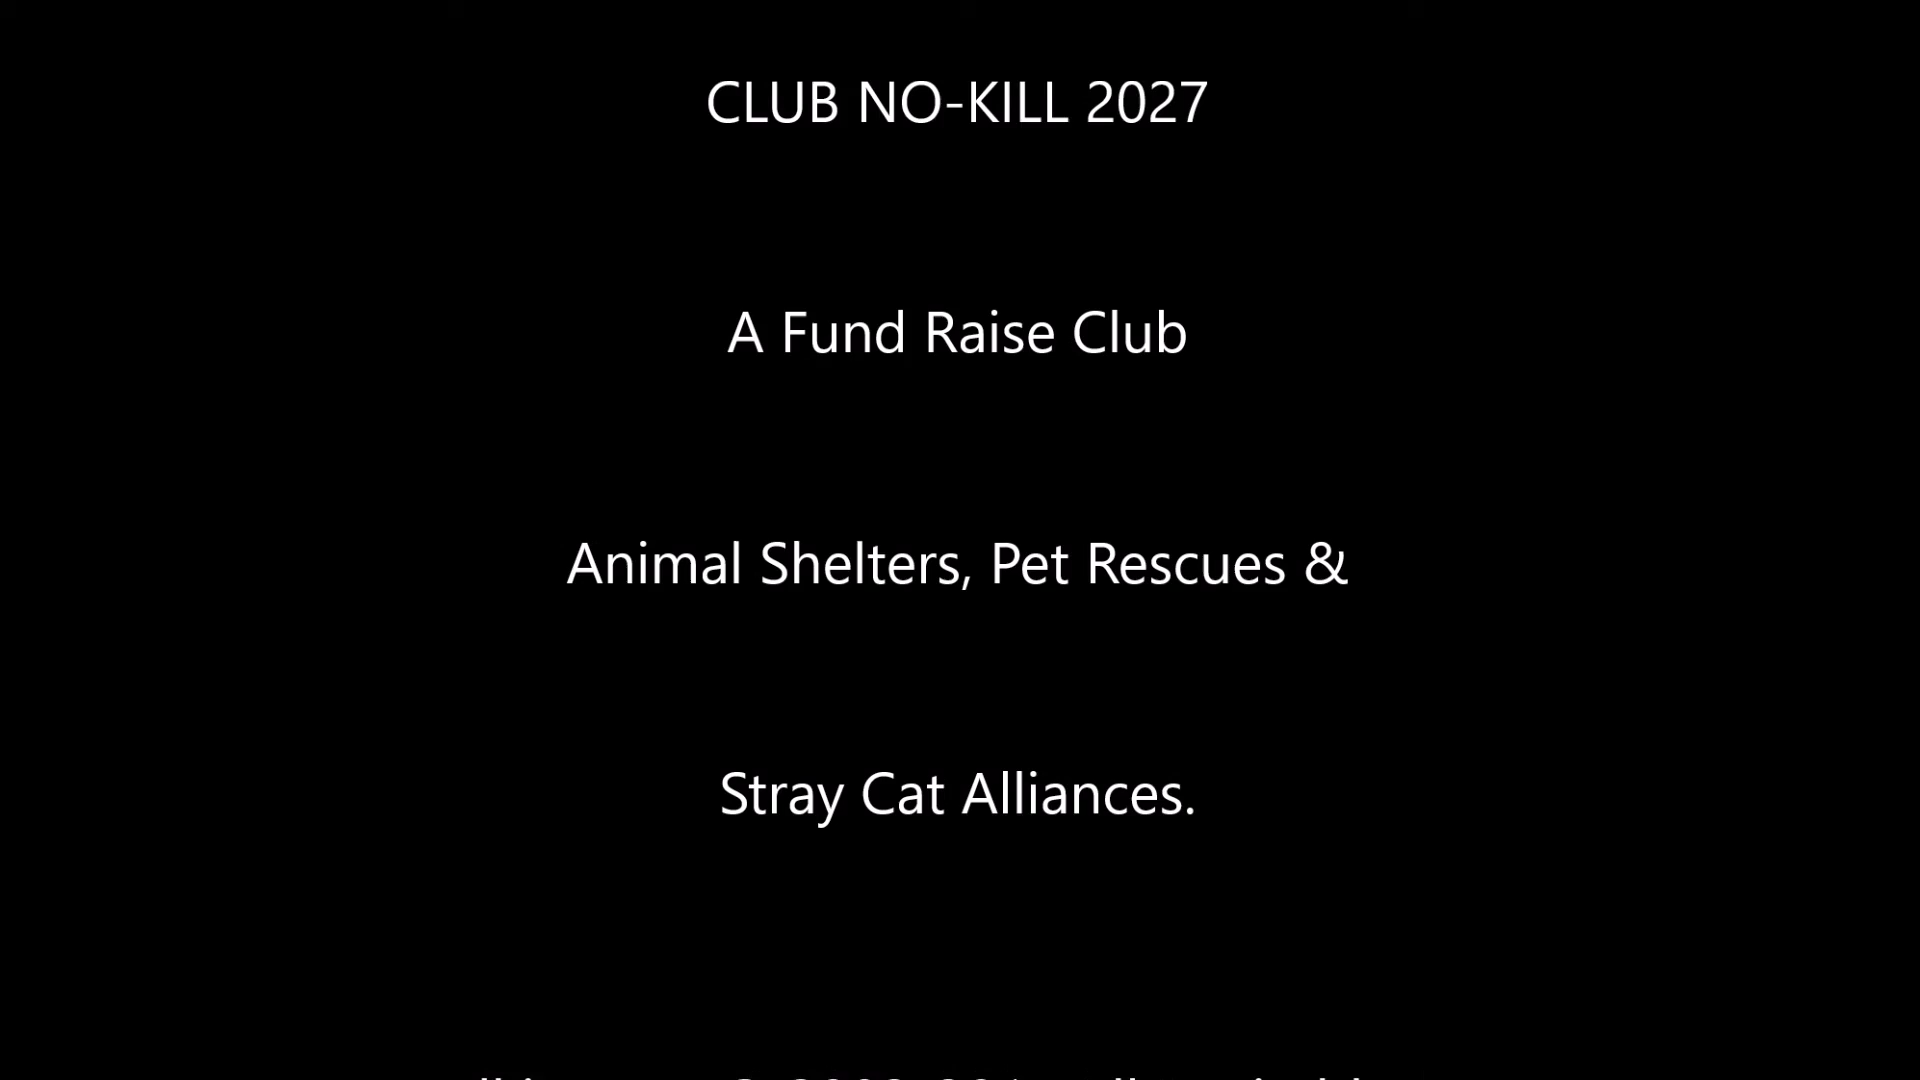 CLUB NO-KILL 2027
A Fund Raise Club
Animal Shelters, Pet Rescues &
Stray Cat Alliances.